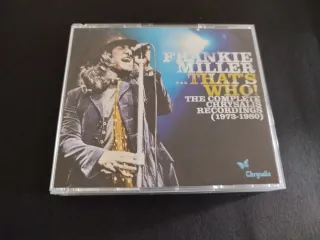 FRANKIE
MILLER
...THAT'S
WHO!
THE COMPLETE
CHRYSALIS
RECORDINGS
(1973-1980)
Chrysalis